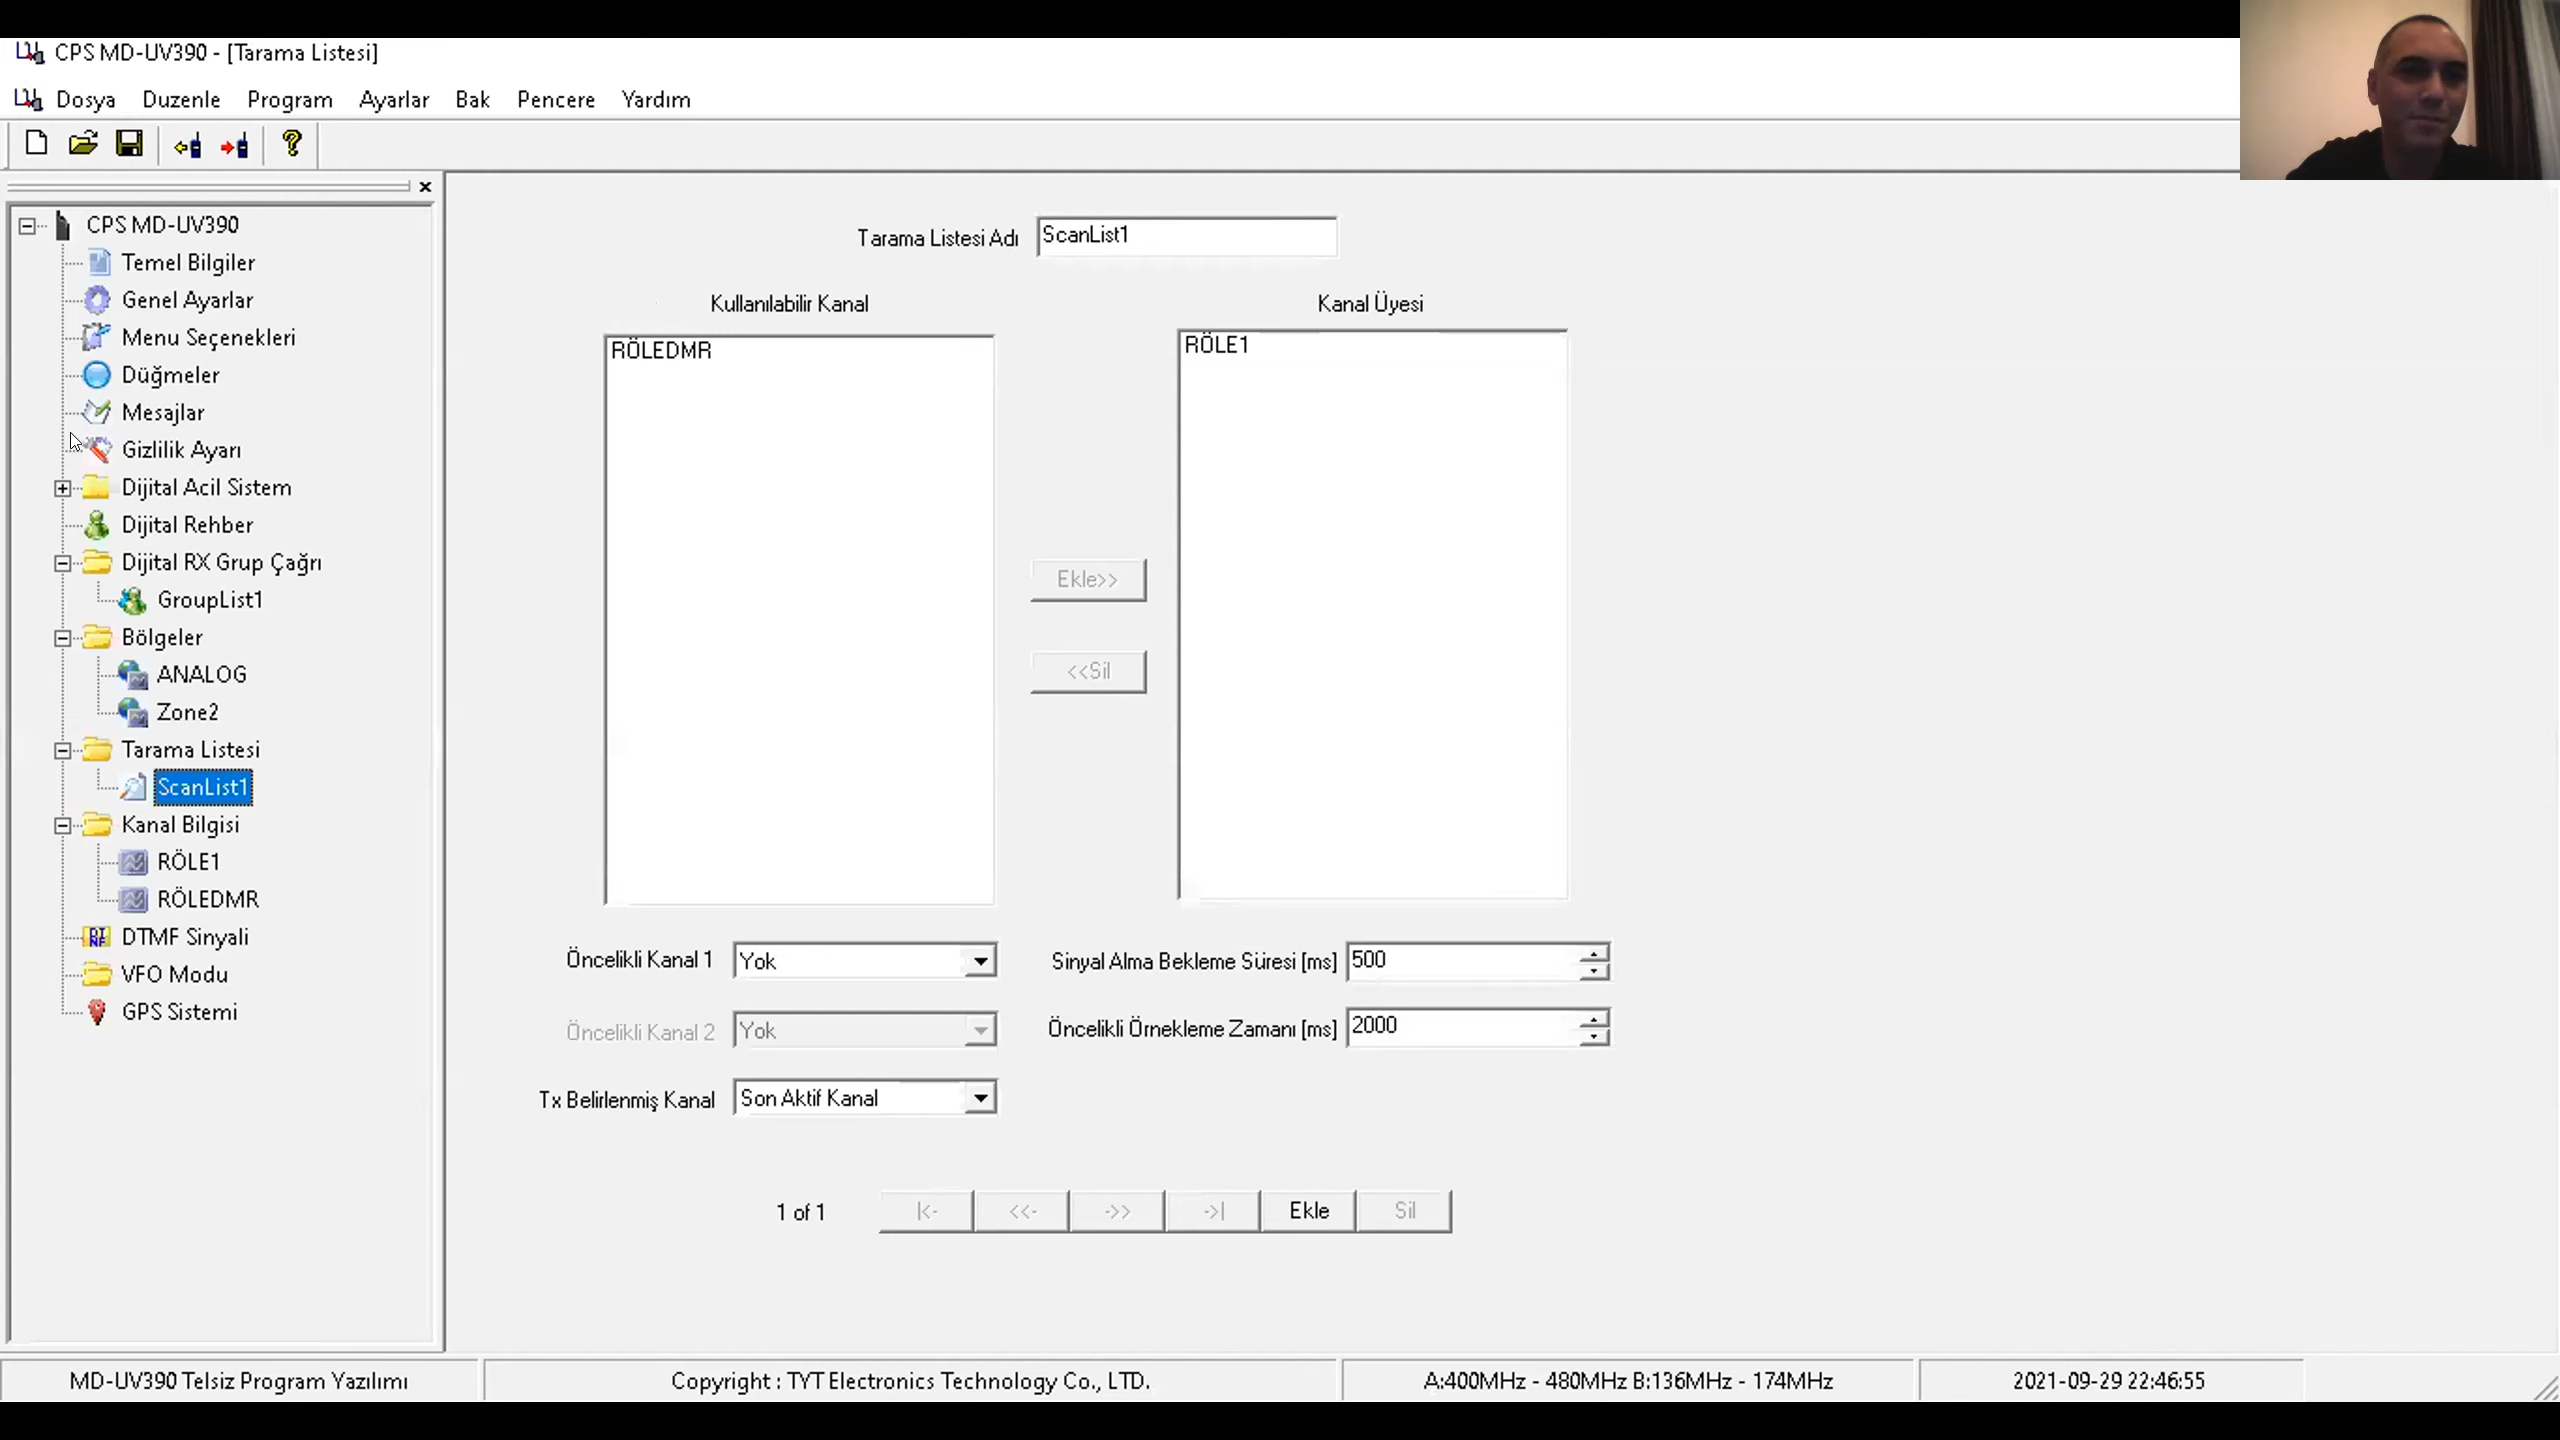 CPS MD-UV390 - [Tarama Listesi]
Dosya Duzenle Program Ayarlar Bak Pencere Yardım
CPS MD-UV390
Temel Bilgiler
Genel Ayarlar
Menu Seçenekleri
Düğmeler
Mesajlar
Gizlilik Ayarı
Dijital Acil Sistem
Dijital Rehber
Dijital RX Grup Çağrı
GroupList1
Bölgeler
ANALOG
Zone2
Tarama Listesi
ScanList1
Kanal Bilgisi
RÖLE1
RÖLEDMR
DTMF Sinyali
VFO Modu
GPS Sistemi
Tarama Listesi Adı ScanList1
Kullanılabilir Kanal Kanal Üyesi
RÖLEDMR RÖLE1
Ekle>>
<<Sil
Öncelikli Kanal 1 Yok Sinyal Alma Bekleme Süresi [ms] 500
Öncelikli Kanal 2 Yok Öncelikli Örnekleme Zamanı [ms] 2000
Tx Belirlenmiş Kanal Son Aktif Kanal
1 of 1 |<- <<- ->> ->| Ekle Sil
MD-UV390 Telsiz Program Yazılımı Copyright : TYT Electronics Technology Co., LTD. A:400MHz - 480MHz B:136MHz - 174MHz 2021-09-29 22:46:55